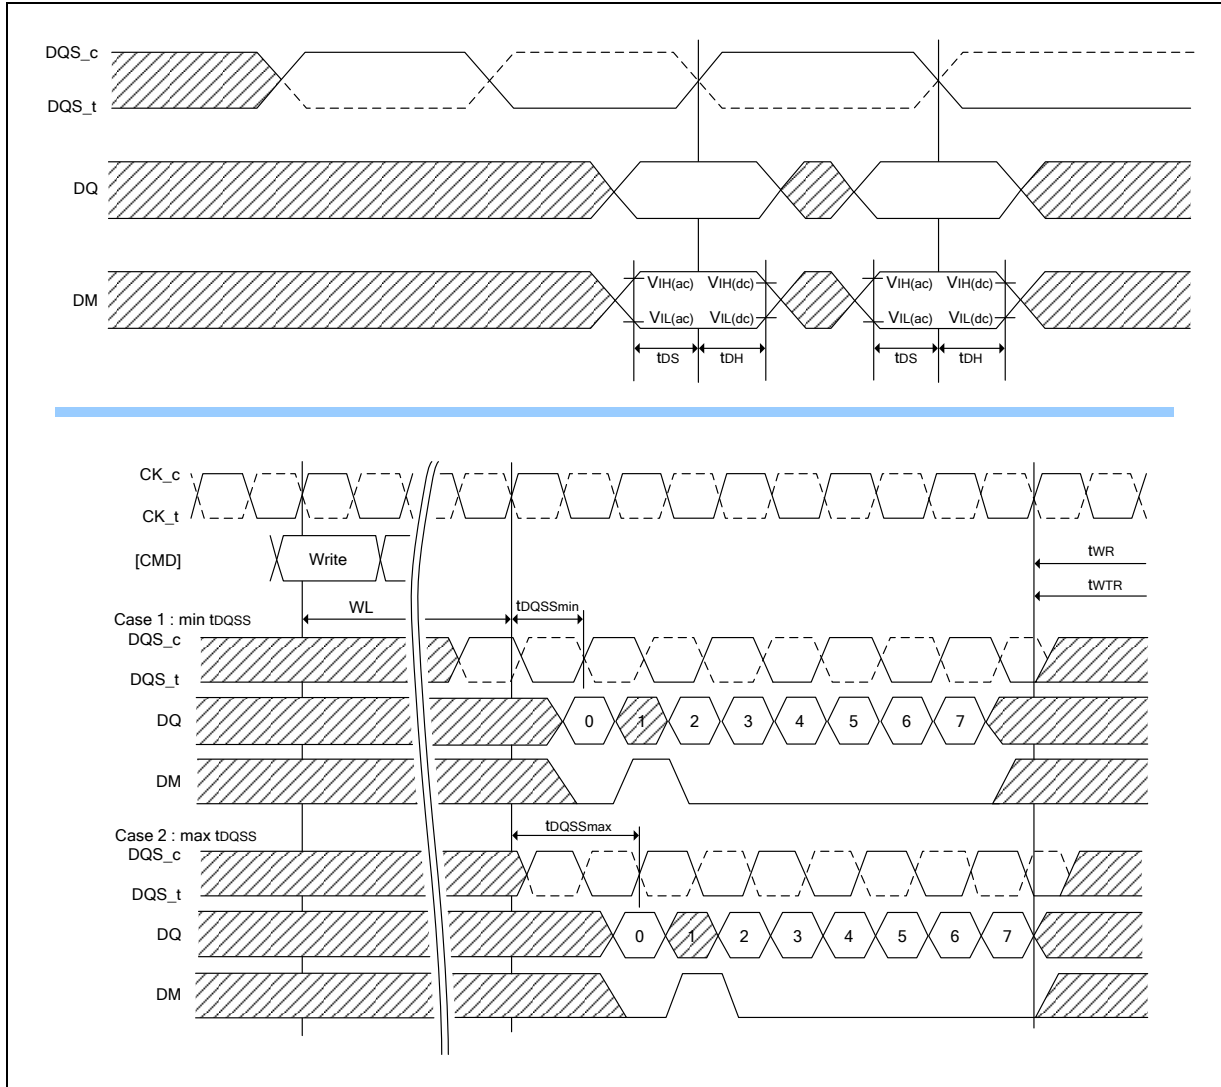 DQS_c
DQS_t
DQ
DM
VIH(ac) VIH(dc) VIH(ac) VIH(dc)
VIL(ac) VIL(dc) VIL(ac) VIL(dc)
tDS tDH tDS tDH
CK_c
CK_t
[CMD] Write tWR
tWTR
WL tDQSSmin
Case 1 : min tDQSS
DQS_c
DQS_t
DQ 0 1 2 3 4 5 6 7
DM
tDQSSmax
Case 2 : max tDQSS
DQS_c
DQS_t
DQ 0 1 2 3 4 5 6 7
DM